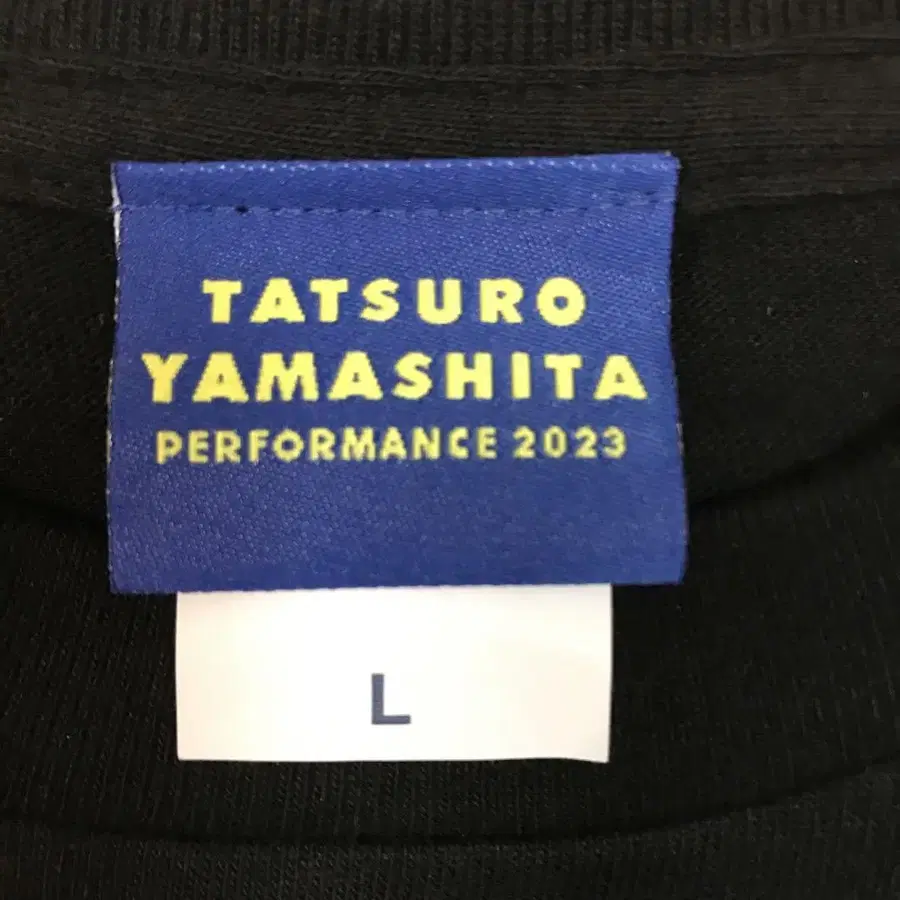 TATSURO
YAMASHITA
PERFORMANCE 2023
L